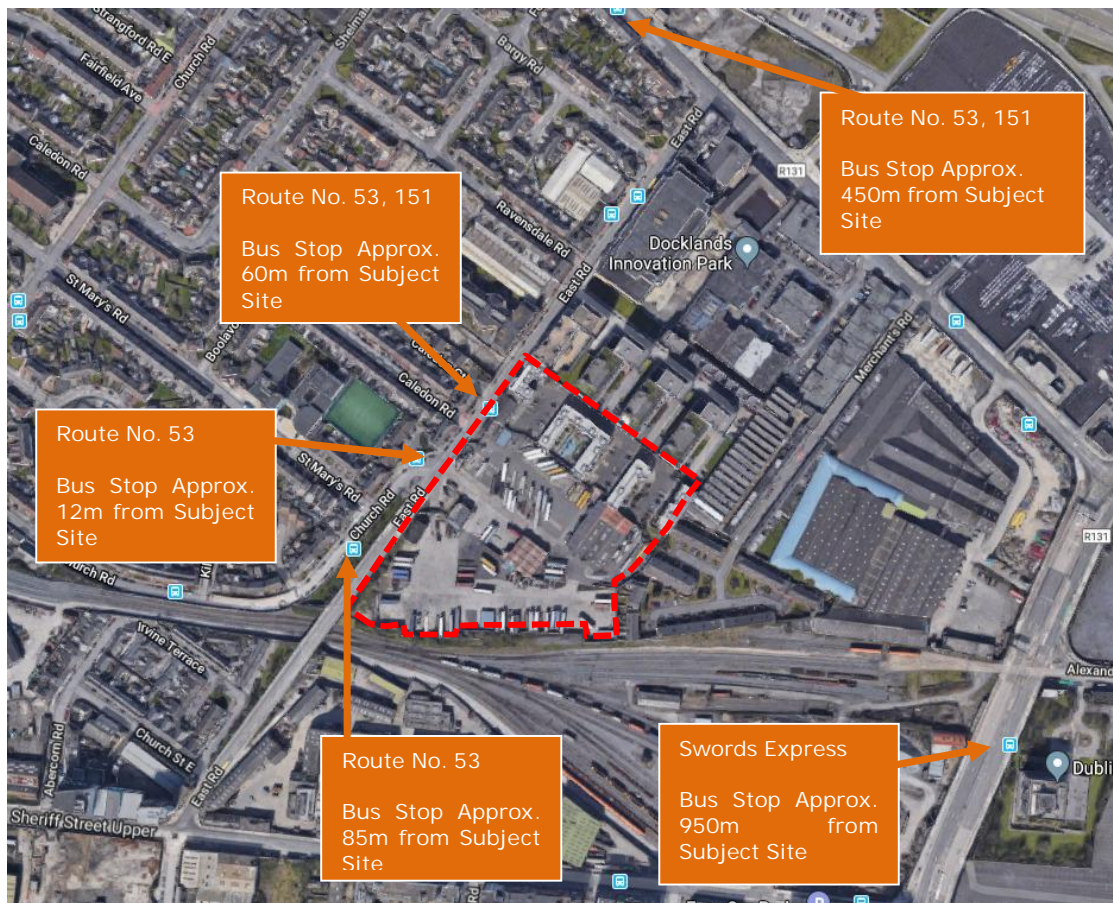 Strangford Rd E
Fairfield Ave
Church Rd
Bargy Rd
East Rd
Caledon Rd
R131
Route No. 53, 151
Bus Stop Approx.
450m from Subject
Site
Route No. 53, 151
Bus Stop Approx.
60m from Subject
Site
Ravensdale Rd
Docklands
Innovation Park
East Rd
St Mary's Rd
Merchant's Rd
Caledon Rd
Route No. 53
Bus Stop Approx.
12m from Subject
Site
St Mary's Rd
Church Rd
East Rd
R131
Irvine Terrace
Abercorn Rd
Church St E
East Rd
Sheriff Street Upper
Route No. 53
Bus Stop Approx.
85m from Subject
Site
Swords Express
Bus Stop Approx.
950m from
Subject Site